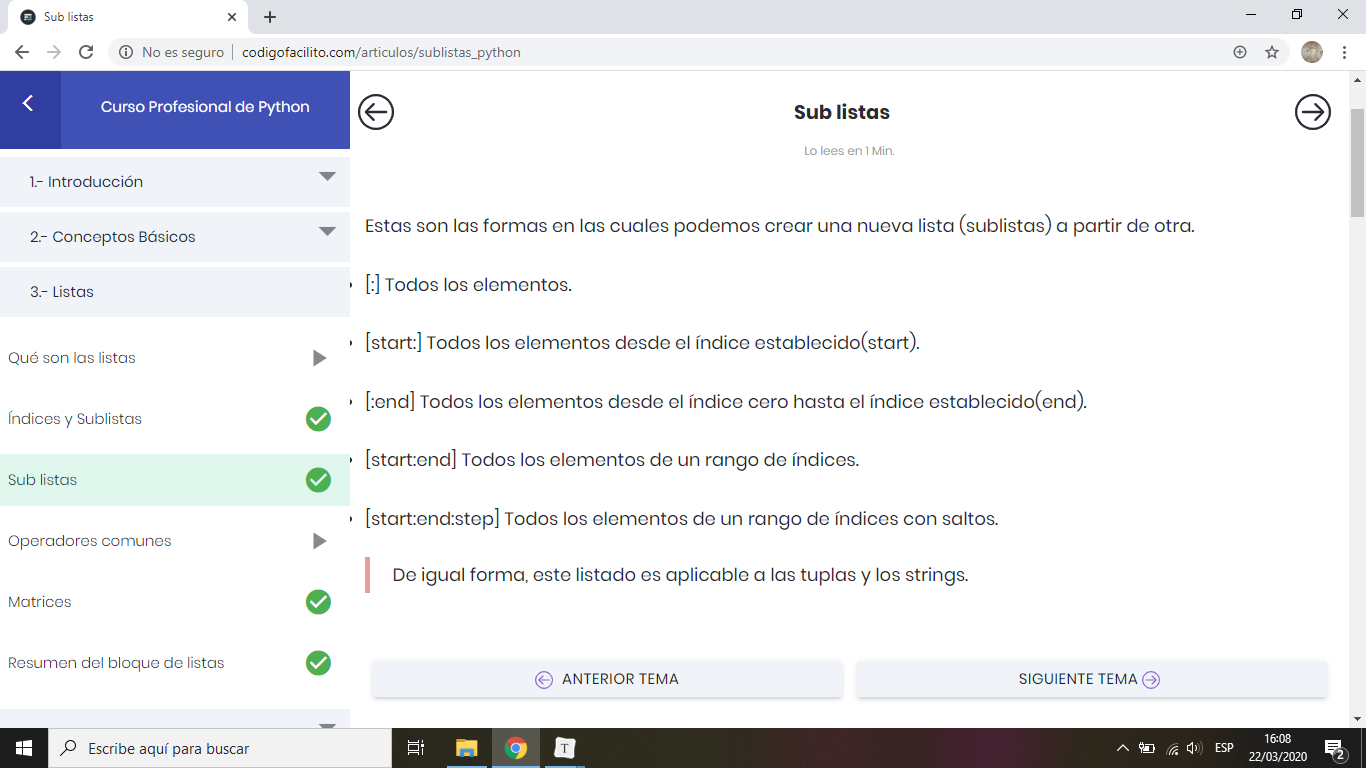 Sub listas
No es seguro
codigofacilito.com/articulos/sublistas_python
Curso Profesional de Python
1.- Introducción
2.- Conceptos Básicos
3.- Listas
Qué son las listas
Índices y Sublistas
Sub listas
Operadores comunes
Matrices
Resumen del bloque de listas
Sub listas
Lo lees en 1 Min.
Estas son las formas en las cuales podemos crear una nueva lista (sublistas) a partir de otra.
[:] Todos los elementos.
[start:] Todos los elementos desde el índice establecido(start).
[:end] Todos los elementos desde el índice cero hasta el índice establecido(end).
[start:end] Todos los elementos de un rango de índices.
[start:end:step] Todos los elementos de un rango de índices con saltos.
De igual forma, este listado es aplicable a las tuplas y los strings.
ANTERIOR TEMA
SIGUIENTE TEMA
Escribe aquí para buscar
T
ESP
16:08
22/03/2020
2